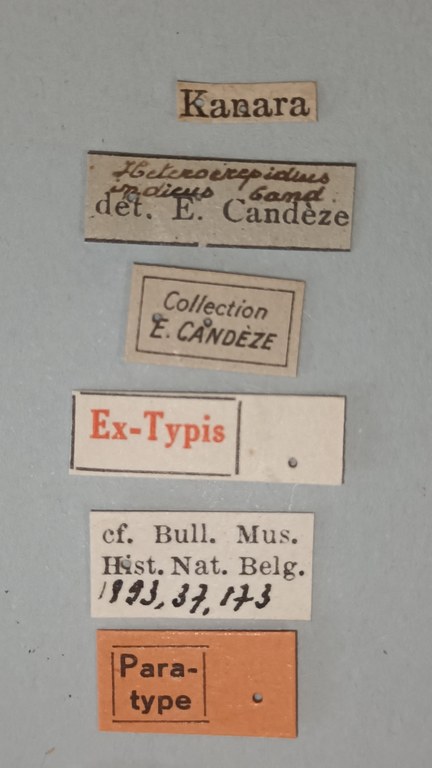 Kanara
Heterocrepidius
indicus Cand.
det. E. Candèze
Collection
E. CANDÈZE
Ex-Typis
cf. Bull. Mus.
Hist. Nat. Belg.
1893, 37, 173
Para-
type